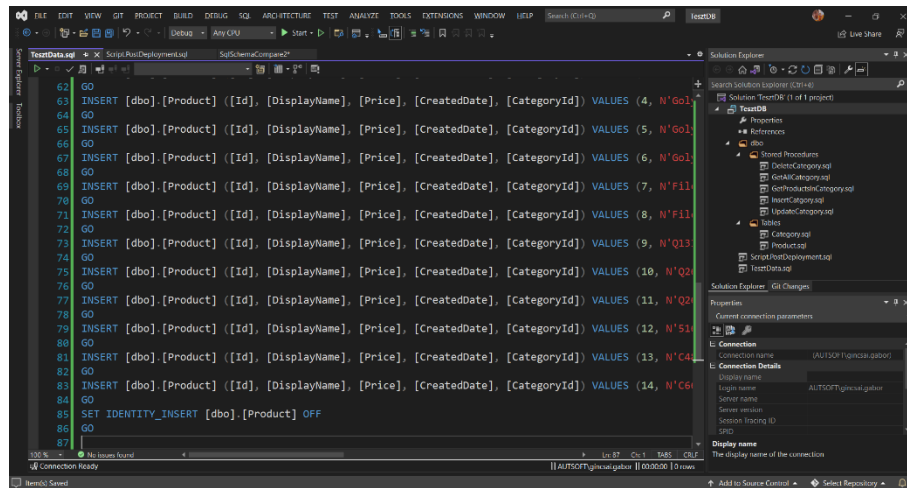 FILE EDIT VIEW GIT PROJECT BUILD DEBUG SQL ARCHITECTURE TEST ANALYZE TOOLS EXTENSIONS WINDOW HELP Search (Ctrl+Q) TesztDB
Debug Any CPU Start Live Share
TesztData.sql Script.PostDeployment.sql SqlSchemaCompare2*
Server Explorer
Toolbox
62 GO
63 INSERT [dbo].[Product] ([Id], [DisplayName], [Price], [CreatedDate], [CategoryId]) VALUES (4, N'Goly
64 GO
65 INSERT [dbo].[Product] ([Id], [DisplayName], [Price], [CreatedDate], [CategoryId]) VALUES (5, N'Goly
66 GO
67 INSERT [dbo].[Product] ([Id], [DisplayName], [Price], [CreatedDate], [CategoryId]) VALUES (6, N'Goly
68 GO
69 INSERT [dbo].[Product] ([Id], [DisplayName], [Price], [CreatedDate], [CategoryId]) VALUES (7, N'Fil
70 GO
71 INSERT [dbo].[Product] ([Id], [DisplayName], [Price], [CreatedDate], [CategoryId]) VALUES (8, N'Fil
72 GO
73 INSERT [dbo].[Product] ([Id], [DisplayName], [Price], [CreatedDate], [CategoryId]) VALUES (9, N'Q13
74 GO
75 INSERT [dbo].[Product] ([Id], [DisplayName], [Price], [CreatedDate], [CategoryId]) VALUES (10, N'Q2
76 GO
77 INSERT [dbo].[Product] ([Id], [DisplayName], [Price], [CreatedDate], [CategoryId]) VALUES (11, N'Q2
78 GO
79 INSERT [dbo].[Product] ([Id], [DisplayName], [Price], [CreatedDate], [CategoryId]) VALUES (12, N'51
80 GO
81 INSERT [dbo].[Product] ([Id], [DisplayName], [Price], [CreatedDate], [CategoryId]) VALUES (13, N'C4
82 GO
83 INSERT [dbo].[Product] ([Id], [DisplayName], [Price], [CreatedDate], [CategoryId]) VALUES (14, N'C6
84 GO
85 SET IDENTITY_INSERT [dbo].[Product] OFF
86 GO
87
100 % No issues found Ln: 87 Ch: 1 TABS CRLF
Connection Ready AUTSOFT\gincsai.gabor 00:00:00 0 rows
Solution Explorer
Search Solution Explorer (Ctrl+é)
Solution 'TesztDB' (1 of 1 project)
TesztDB
Properties
References
dbo
Stored Procedures
DeleteCategory.sql
GetAllCategory.sql
GetProductsInCategory.sql
InsertCatgory.sql
UpdateCategory.sql
Tables
Category.sql
Product.sql
Script.PostDeployment.sql
TesztData.sql
Solution Explorer Git Changes
Properties
Current connection parameters
Connection
Connection name (AUTSOFT\gincsai.gabor)
Connection Details
Display name
Login name AUTSOFT\gincsai.gabor
Server name
Server version
Session Tracing ID
SPID
Display name
The display name of the connection
Item(s) Saved Add to Source Control Select Repository